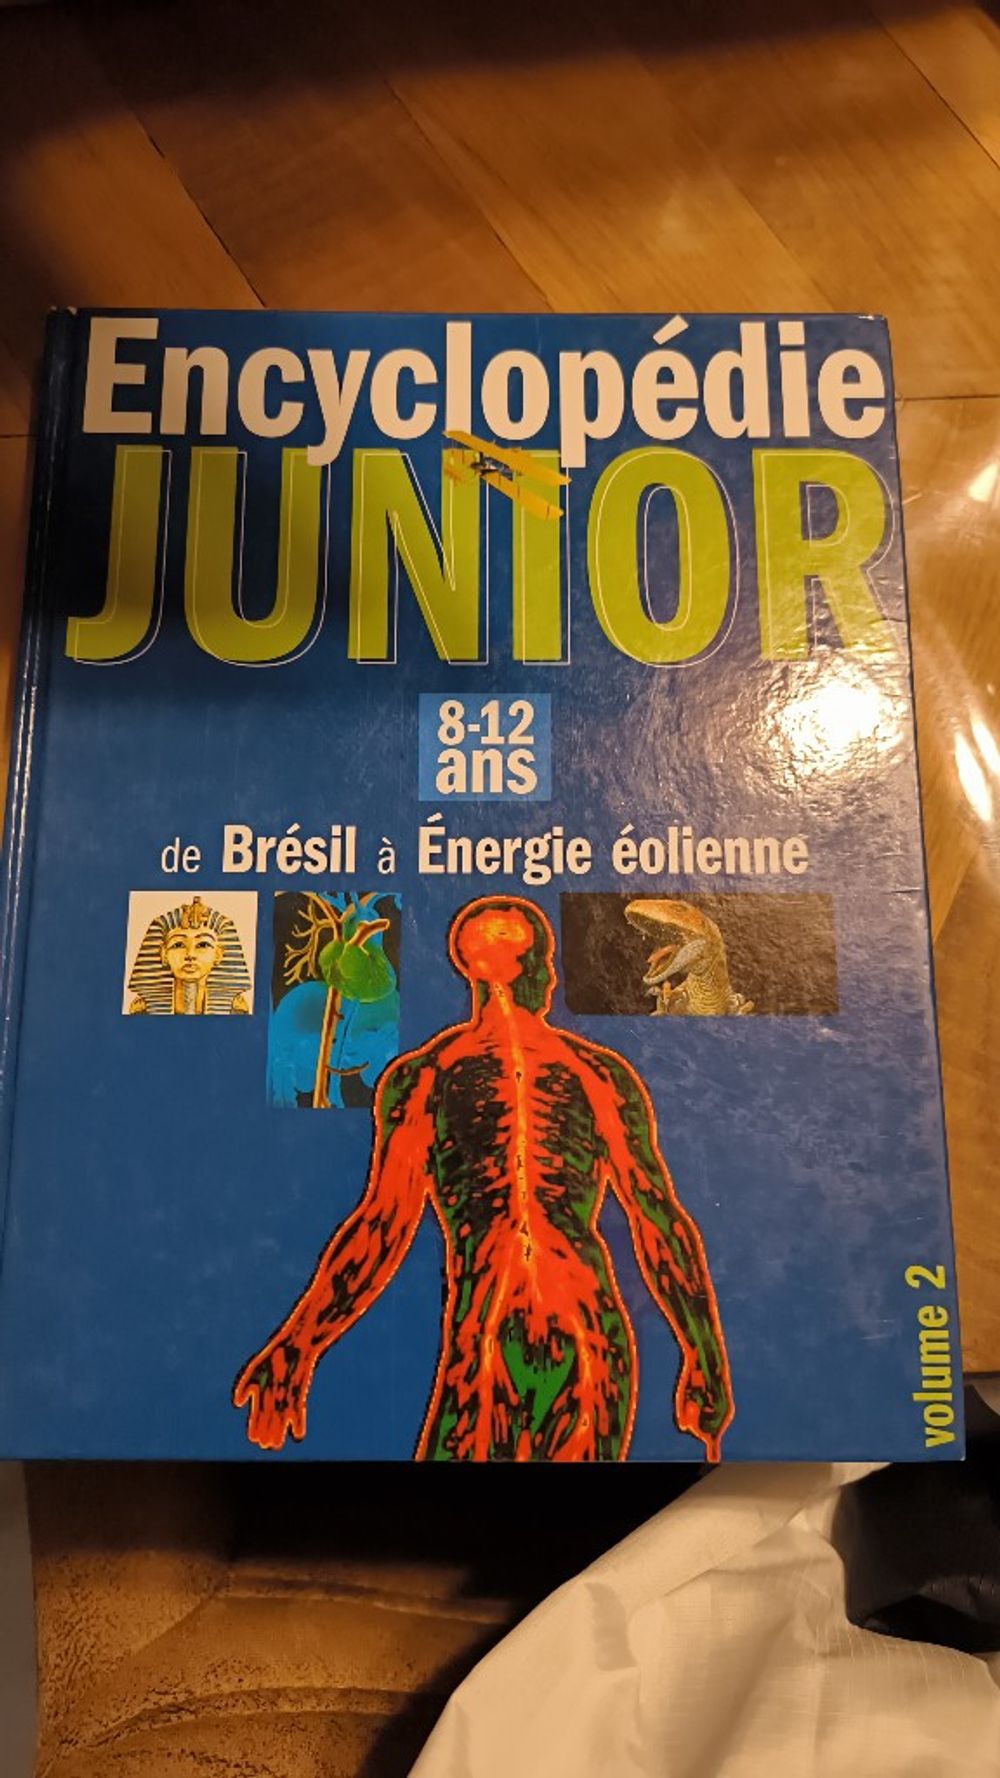 Encyclopédie
JUNIOR
8-12
ans
de Brésil à Énergie éolienne
volume 2